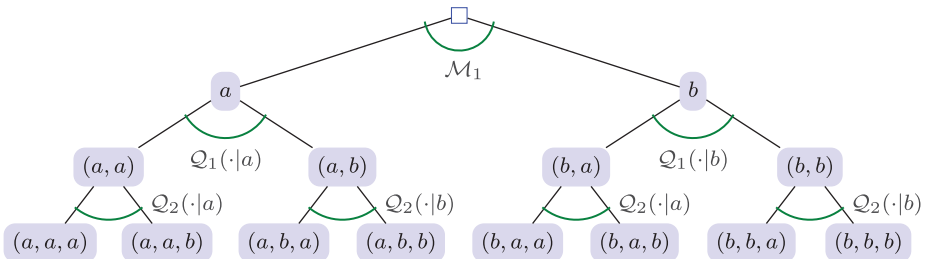 𝓜₁
a b
𝒬₁(·|a) 𝒬₁(·|b)
(a, a) (a, b) (b, a) (b, b)
𝒬₂(·|a) 𝒬₂(·|b) 𝒬₂(·|a) 𝒬₂(·|b)
(a, a, a) (a, a, b) (a, b, a) (a, b, b) (b, a, a) (b, a, b) (b, b, a) (b, b, b)